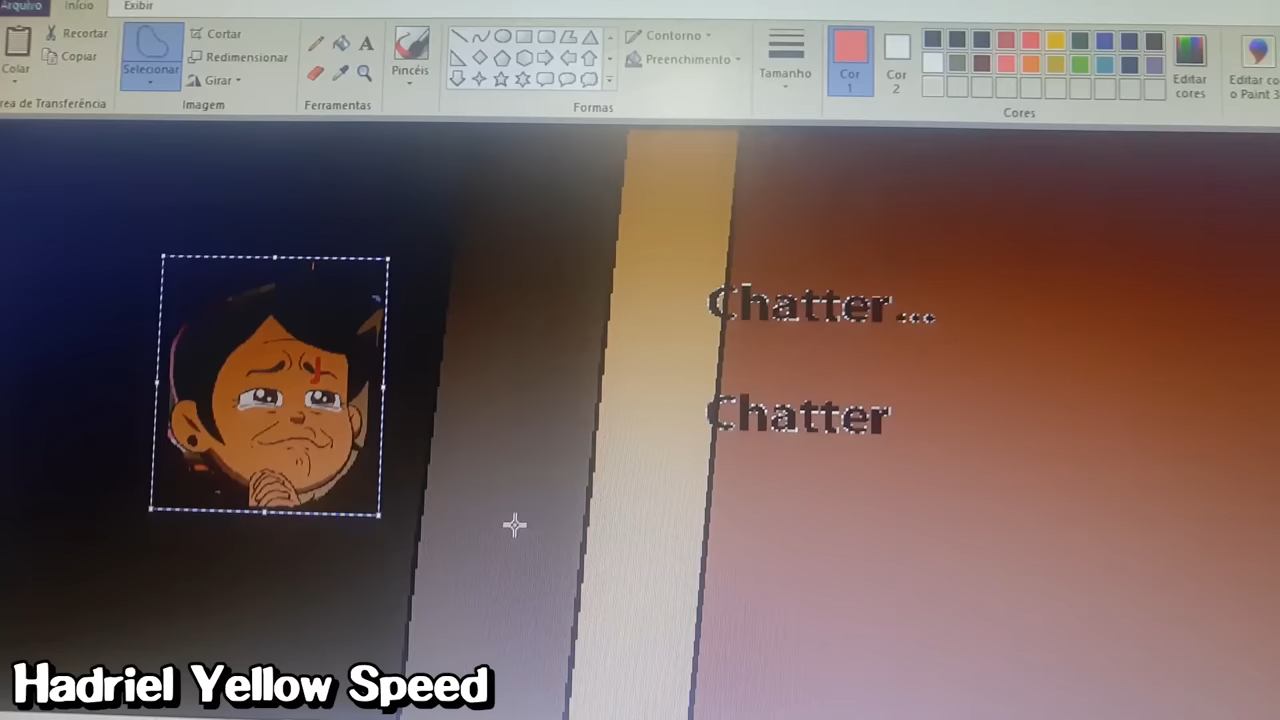 Arquivo
Início
Exibir
Colar
Recortar
Copiar
rea de Transferência
Selecionar
Cortar
Redimensionar
Girar
Imagem
Ferramentas
Pincéis
Contorno
Preenchimento
Formas
Tamanho
Cor
1
Cor
2
Editar
cores
Cores
Editar co
o Paint 3
Chatter...
Chatter
Hadriel Yellow Speed